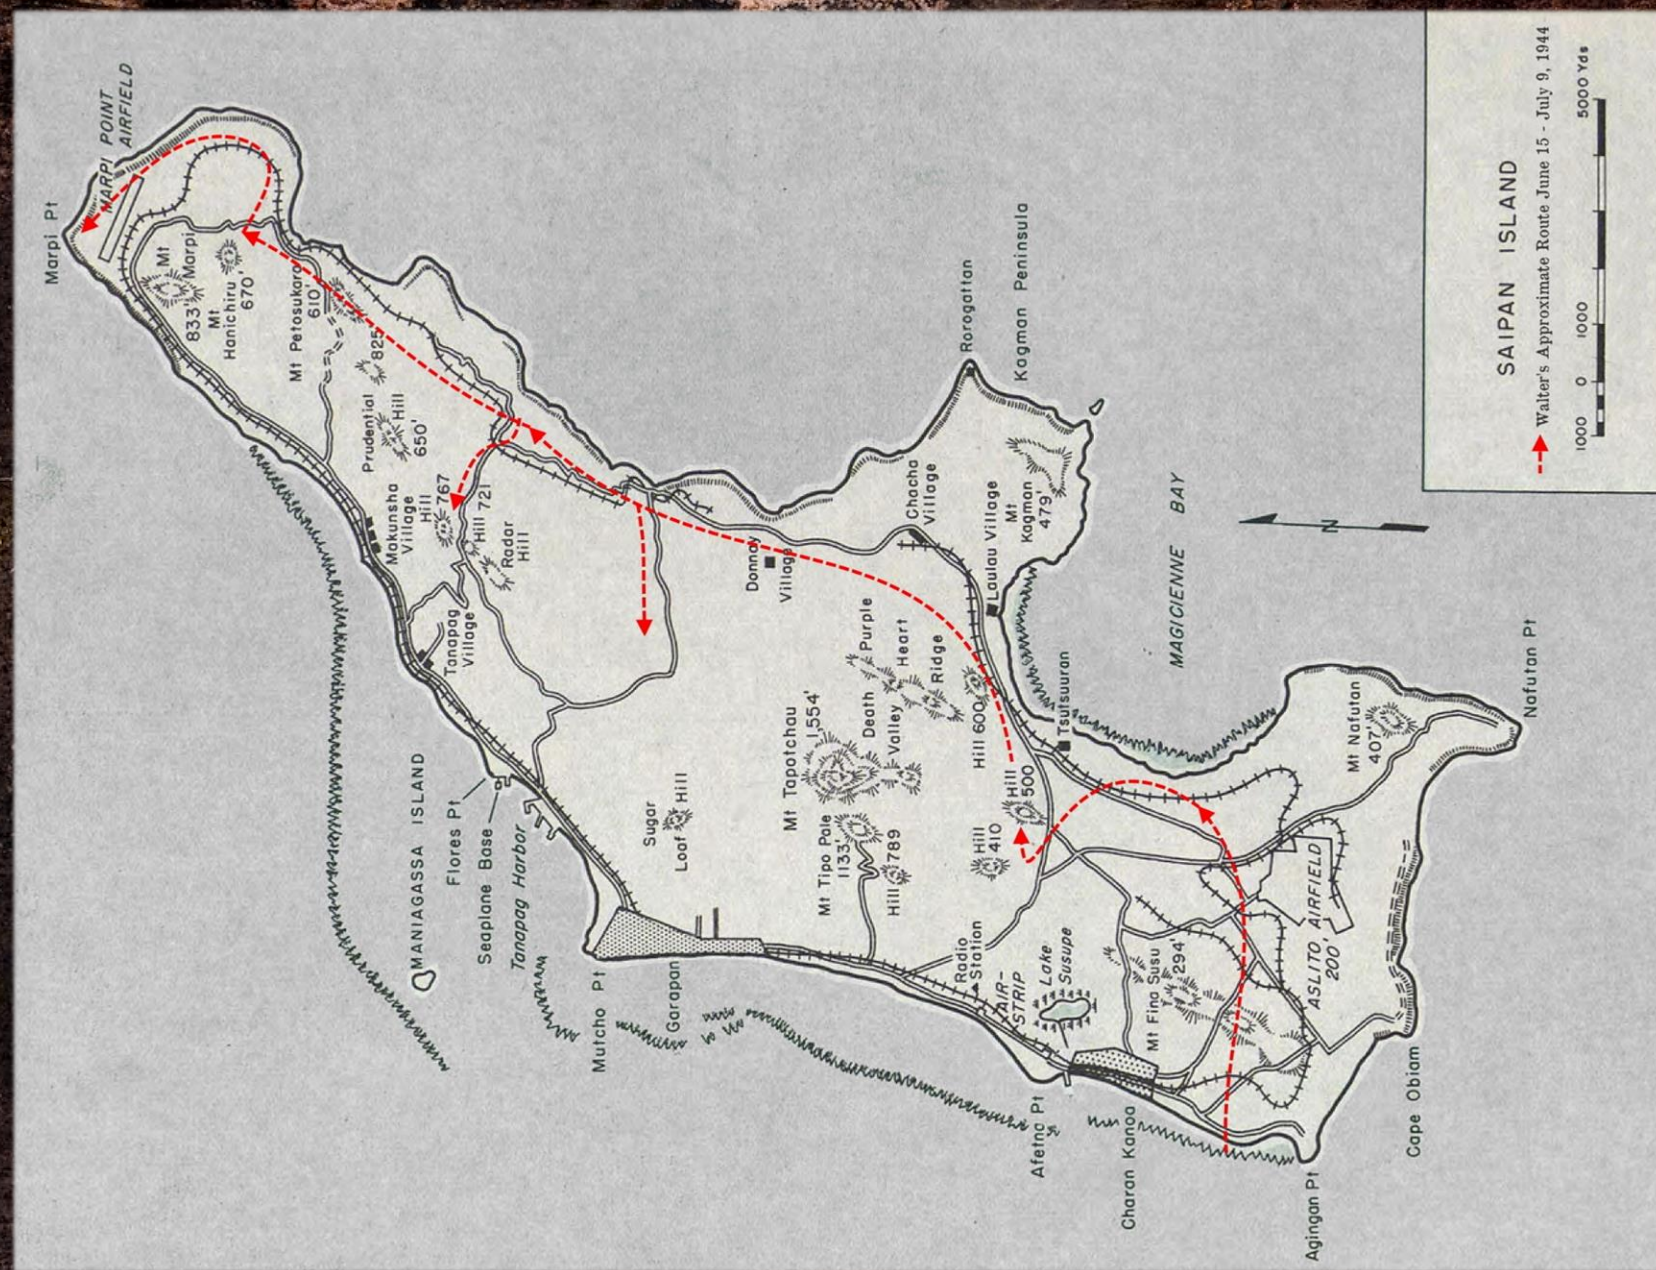 SAIPAN ISLAND
Walter's Approximate Route June 15 - July 9, 1944
1000 0 1000 5000 Yds
N
Marpi Pt
MARPI POINT
AIRFIELD
833'
Mt
Marpi
Mt
Hanichiru
670'
Mt Petosukara
610'
825'
Prudential
Hill
650'
Makunsha
Village
Hill
767
Hill 721
Radar
Hill
Tanapag
Village
MANIAGASSA ISLAND
Flores Pt
Seaplane Base
Tanapag Harbor
Mutcho Pt
Garapan
Sugar
Loaf Hill
Donnay
Village
Mt Tapotchau
1,554'
Mt Tipo Pale
1133'
Hill 789
Death
Valley
Purple
Heart
Ridge
Chacha
Village
Rorogattan
Kagman Peninsula
Laulau Village
Mt
Kagman
479'
Hill 600
Hill
500
Hill
410
Tsutsuuran
MAGICIENNE BAY
Radio
Station
AIR-
STRIP
Lake
Susupe
Afetna Pt
Charan Kanoa
Mt Fina Susu
294'
ASLITO AIRFIELD
200'
Mt Nafutan
407'
Nafutan Pt
Agingan Pt
Cape Obiam